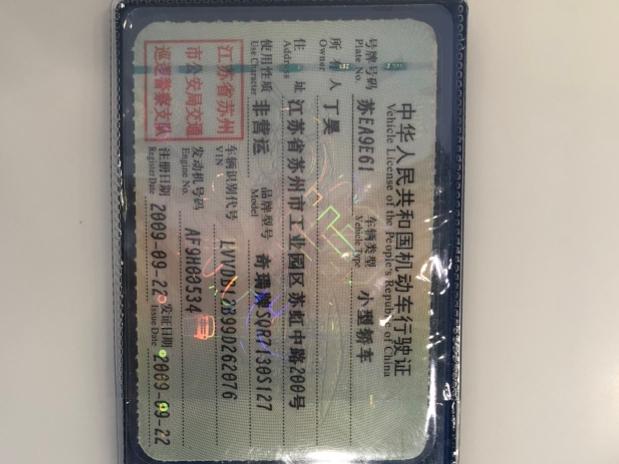 中华人民共和国机动车行驶证
Vehicle License of the People's Republic of China
号牌号码 苏EA9E61 车辆类型 小型轿车
Plate No. Vehicle Type
所有人 丁昊
Owner
住址 江苏省苏州市工业园区苏虹中路200号
Address
使用性质 非营运 品牌型号 奇瑞牌SQR7130S127
Use Character Model
江苏省苏州
市公安局交通
巡逻警察支队
车辆识别代号 LVVDA12B99D262076
VIN
发动机号码 AF9H00534
Engine No.
注册日期 2009-09-22 发证日期 2009-09-22
Register Date Issue Date